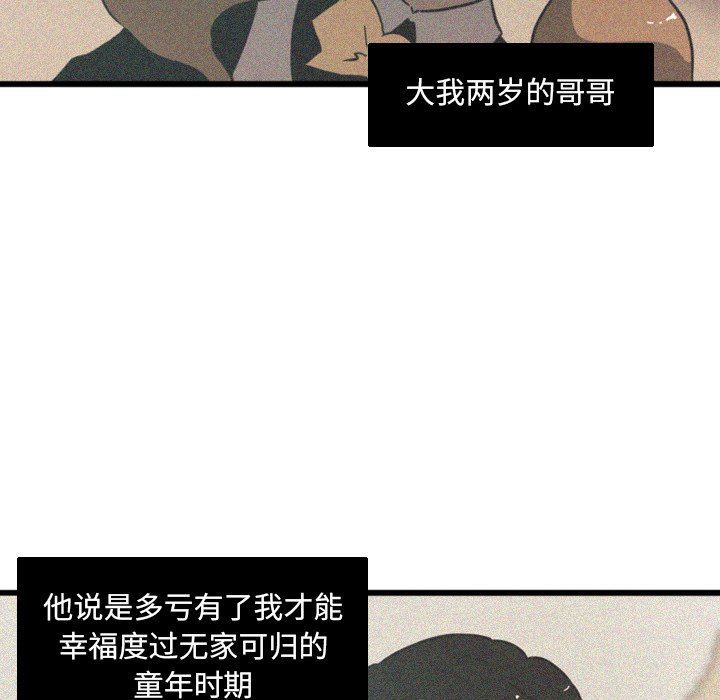 大我两岁的哥哥
他说是多亏有了我才能
幸福度过无家可归的
童年时期